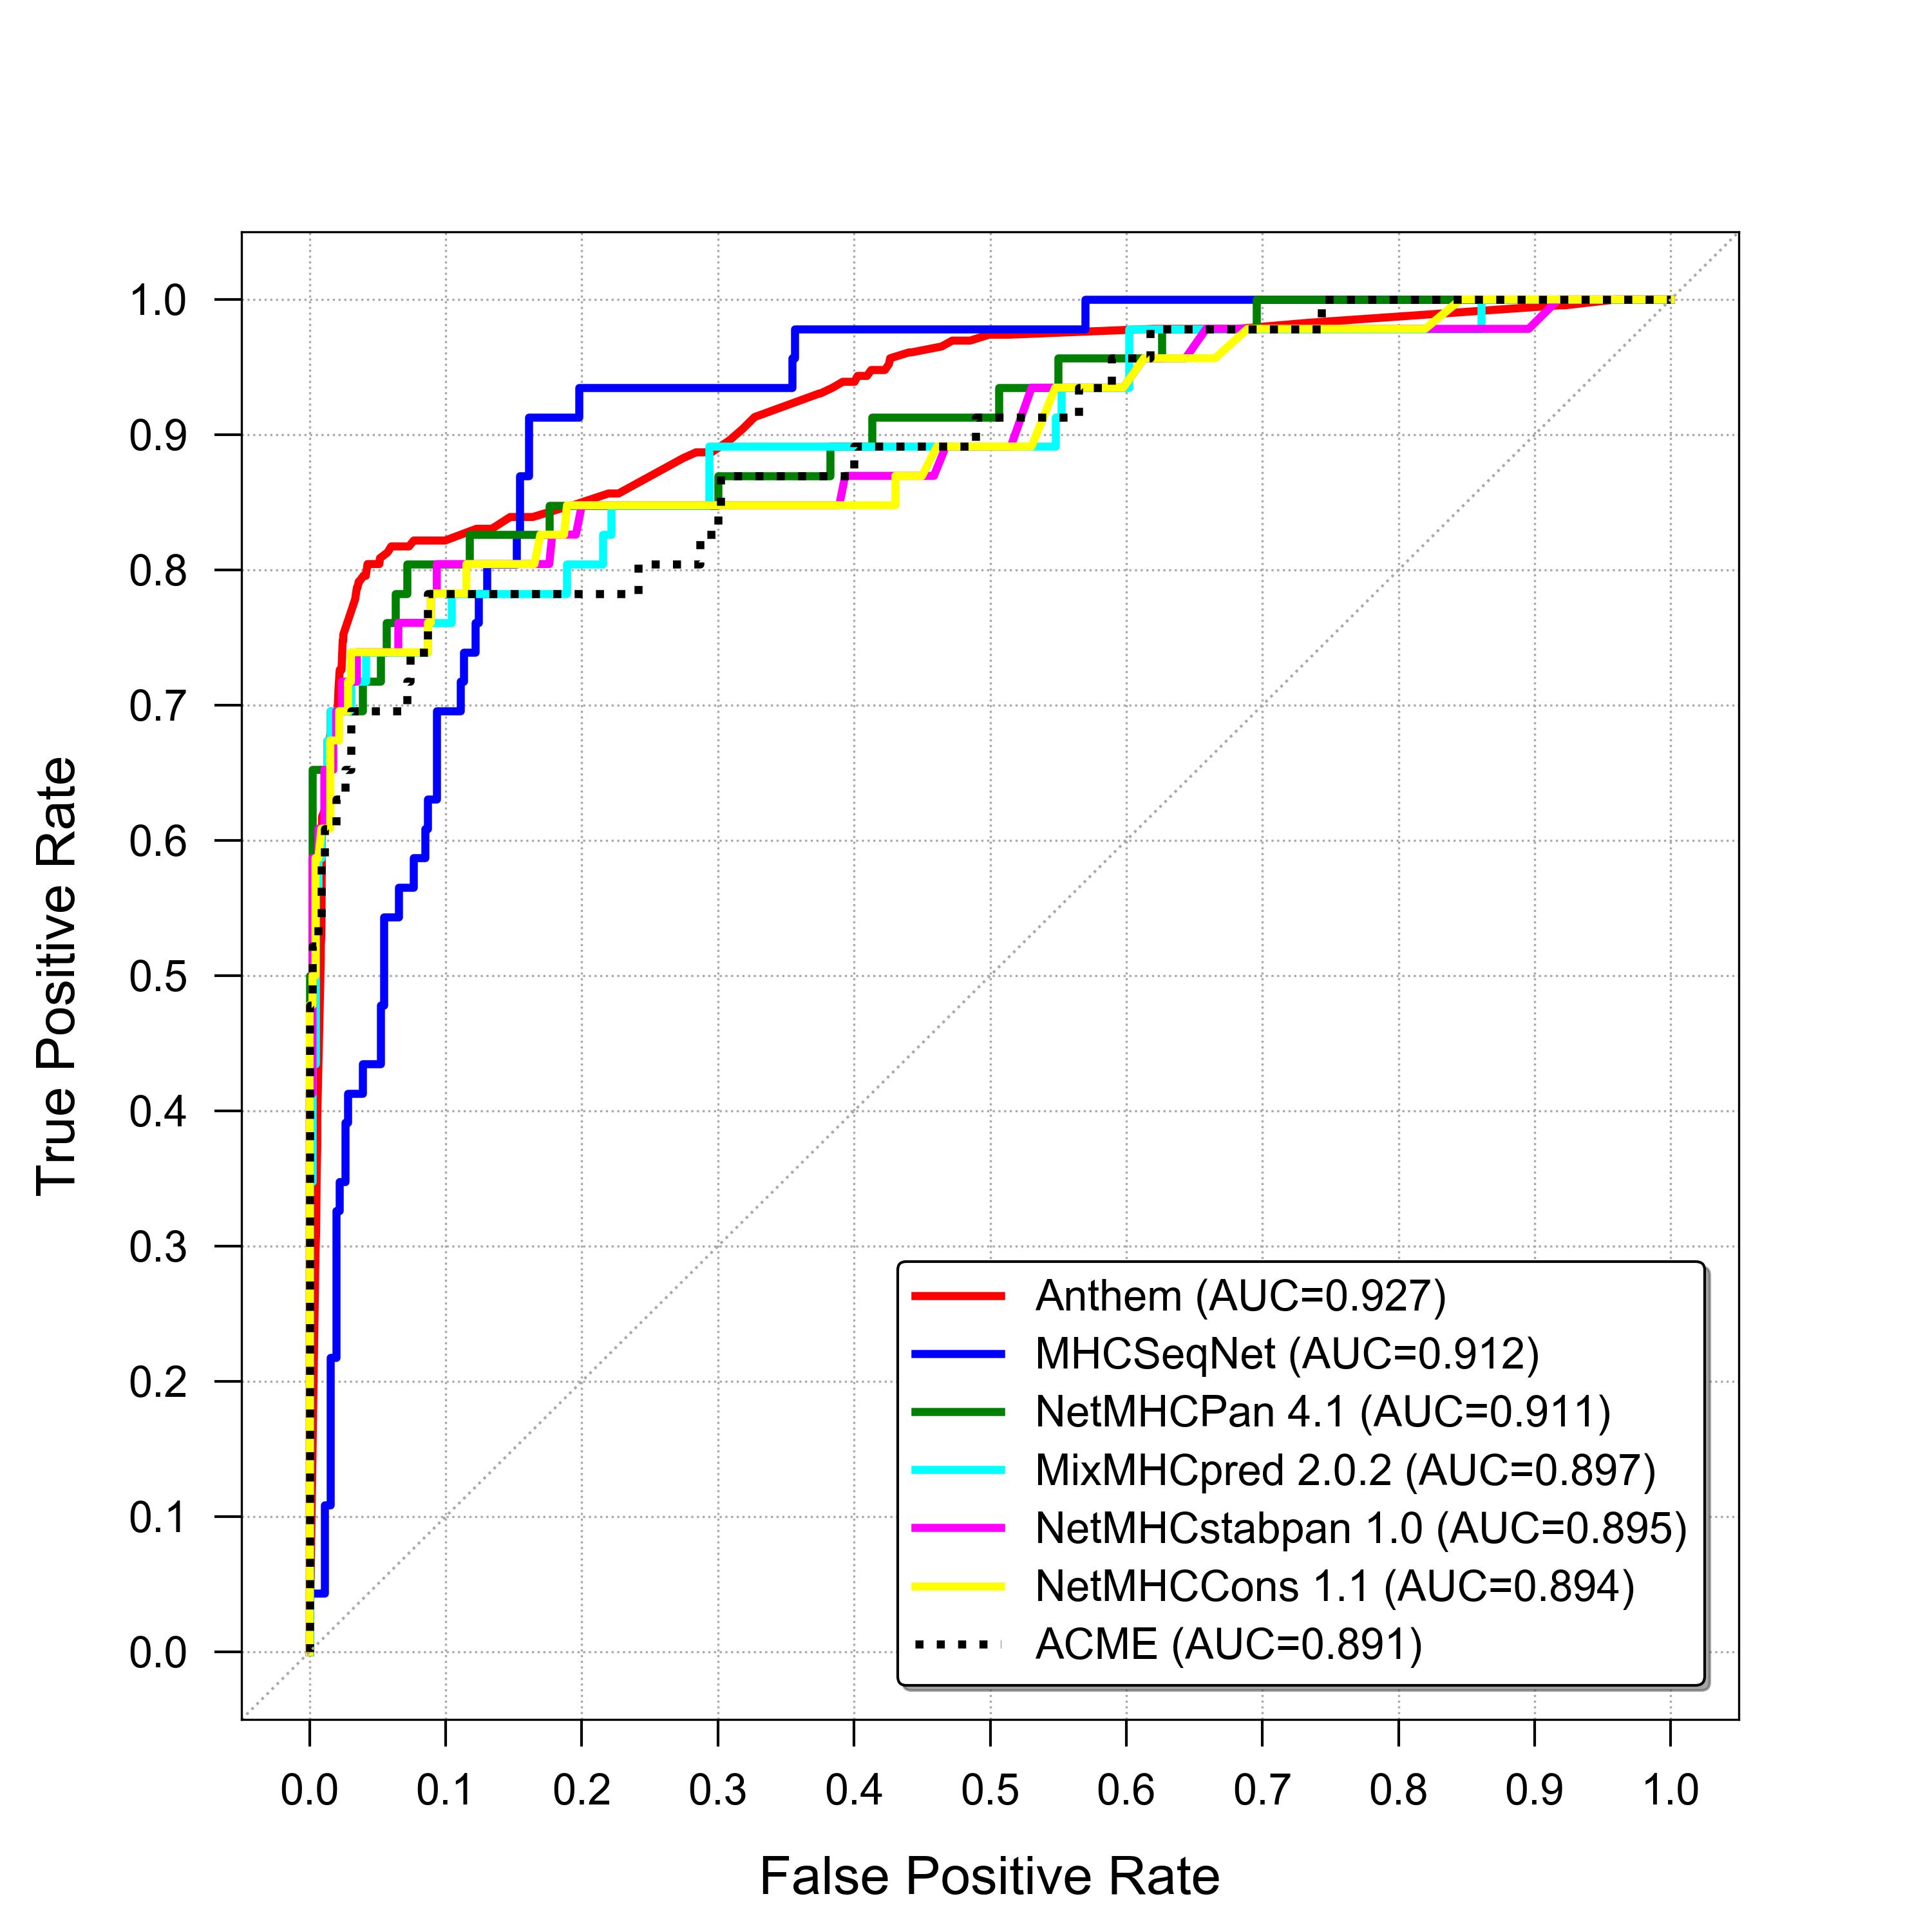 1.0
0.9
0.8
0.7
0.6
0.5
0.4
0.3
0.2
0.1
0.0
True Positive Rate
Anthem (AUC=0.927)
MHCSeqNet (AUC=0.912)
NetMHCPan 4.1 (AUC=0.911)
MixMHCpred 2.0.2 (AUC=0.897)
NetMHCstabpan 1.0 (AUC=0.895)
NetMHCCons 1.1 (AUC=0.894)
ACME (AUC=0.891)
0.0 0.1 0.2 0.3 0.4 0.5 0.6 0.7 0.8 0.9 1.0
False Positive Rate